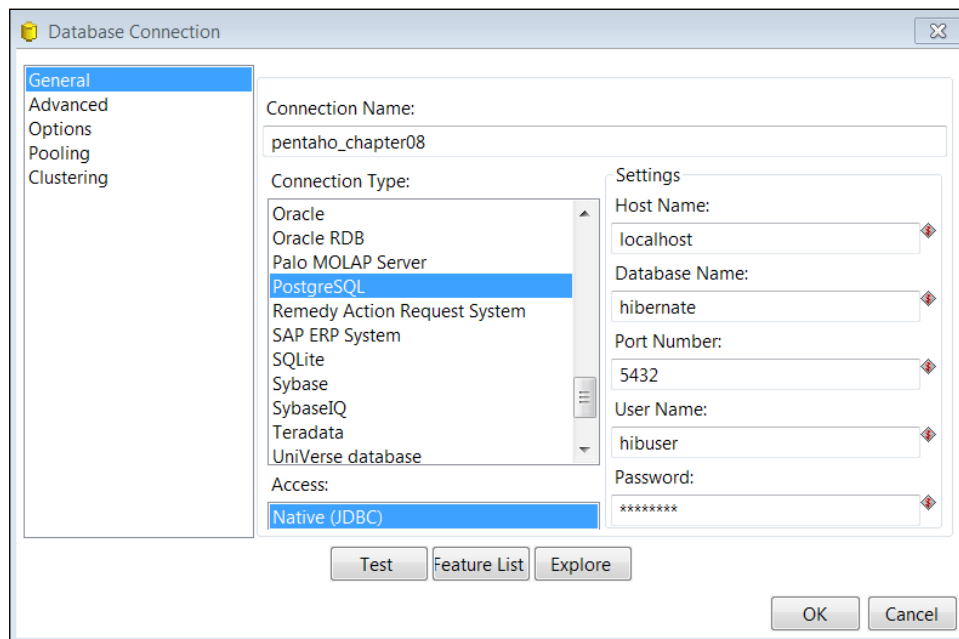 Database Connection
General
Advanced
Options
Pooling
Clustering
Connection Name:
pentaho_chapter08
Connection Type:
Oracle
Oracle RDB
Palo MOLAP Server
PostgreSQL
Remedy Action Request System
SAP ERP System
SQLite
Sybase
SybaseIQ
Teradata
UniVerse database
Access:
Native (JDBC)
Settings
Host Name:
localhost
Database Name:
hibernate
Port Number:
5432
User Name:
hibuser
Password:
********
Test
Feature List
Explore
OK
Cancel